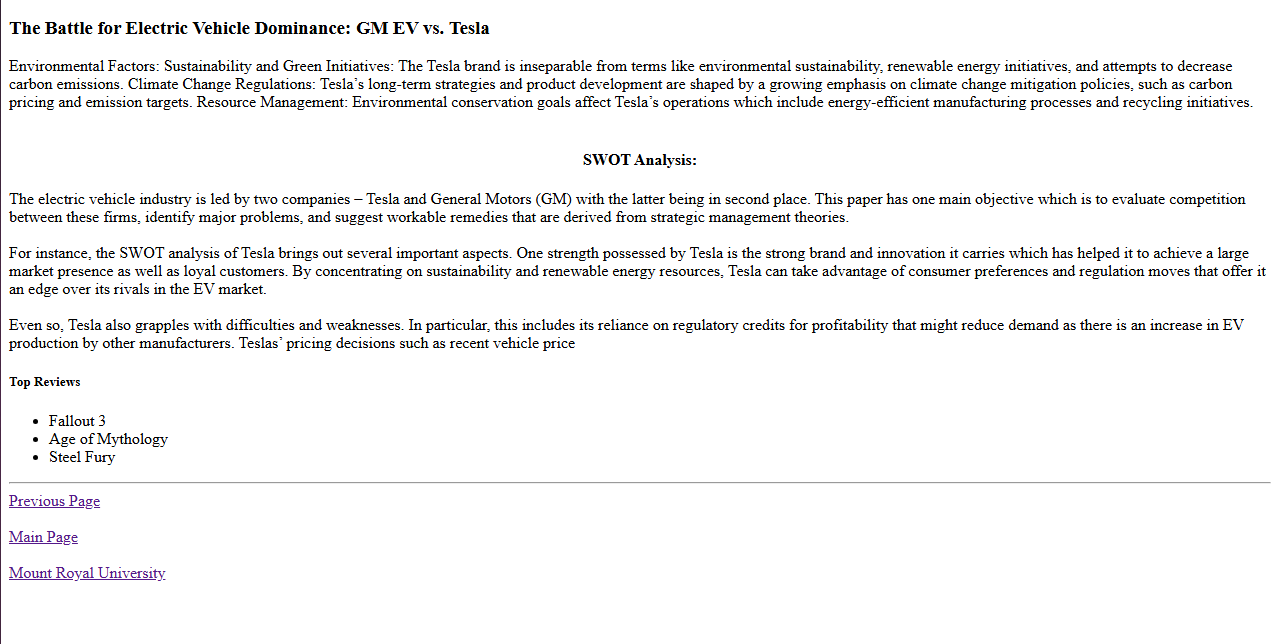 The Battle for Electric Vehicle Dominance: GM EV vs. Tesla
Environmental Factors: Sustainability and Green Initiatives: The Tesla brand is inseparable from terms like environmental sustainability, renewable energy initiatives, and attempts to decrease
carbon emissions. Climate Change Regulations: Tesla’s long-term strategies and product development are shaped by a growing emphasis on climate change mitigation policies, such as carbon
pricing and emission targets. Resource Management: Environmental conservation goals affect Tesla’s operations which include energy-efficient manufacturing processes and recycling initiatives.
SWOT Analysis:
The electric vehicle industry is led by two companies – Tesla and General Motors (GM) with the latter being in second place. This paper has one main objective which is to evaluate competition
between these firms, identify major problems, and suggest workable remedies that are derived from strategic management theories.
For instance, the SWOT analysis of Tesla brings out several important aspects. One strength possessed by Tesla is the strong brand and innovation it carries which has helped it to achieve a large
market presence as well as loyal customers. By concentrating on sustainability and renewable energy resources, Tesla can take advantage of consumer preferences and regulation moves that offer it
an edge over its rivals in the EV market.
Even so, Tesla also grapples with difficulties and weaknesses. In particular, this includes its reliance on regulatory credits for profitability that might reduce demand as there is an increase in EV
production by other manufacturers. Teslas’ pricing decisions such as recent vehicle price
Top Reviews
• Fallout 3
• Age of Mythology
• Steel Fury
Previous Page
Main Page
Mount Royal University